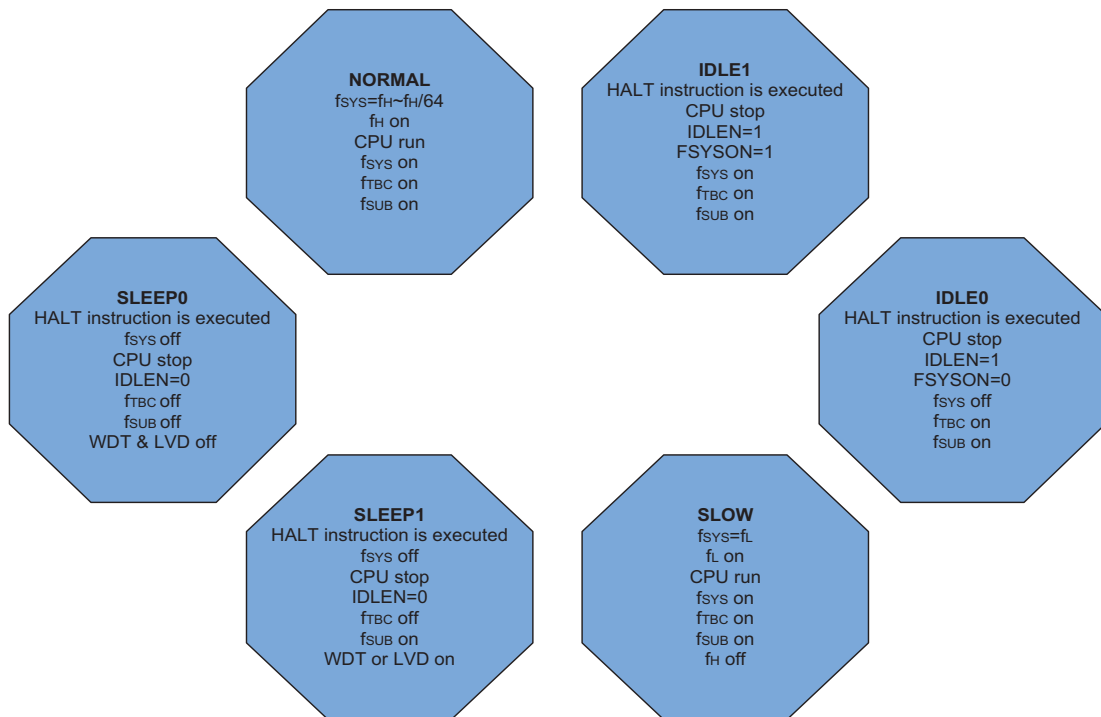 NORMAL
fSYS=fH~fH/64
fH on
CPU run
fSYS on
fTBC on
fSUB on
IDLE1
HALT instruction is executed
CPU stop
IDLEN=1
FSYSON=1
fSYS on
fTBC on
fSUB on
SLEEP0
HALT instruction is executed
fSYS off
CPU stop
IDLEN=0
fTBC off
fSUB off
WDT & LVD off
IDLE0
HALT instruction is executed
CPU stop
IDLEN=1
FSYSON=0
fSYS off
fTBC on
fSUB on
SLEEP1
HALT instruction is executed
fSYS off
CPU stop
IDLEN=0
fTBC off
fSUB on
WDT or LVD on
SLOW
fSYS=fL
fL on
CPU run
fSYS on
fTBC on
fSUB on
fH off